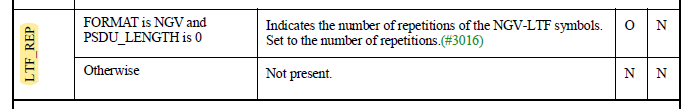 LTF_REP
FORMAT is NGV and
PSDU_LENGTH is 0
Indicates the number of repetitions of the NGV-LTF symbols.
Set to the number of repetitions.(#3016)
O
N
Otherwise
Not present.
N
N